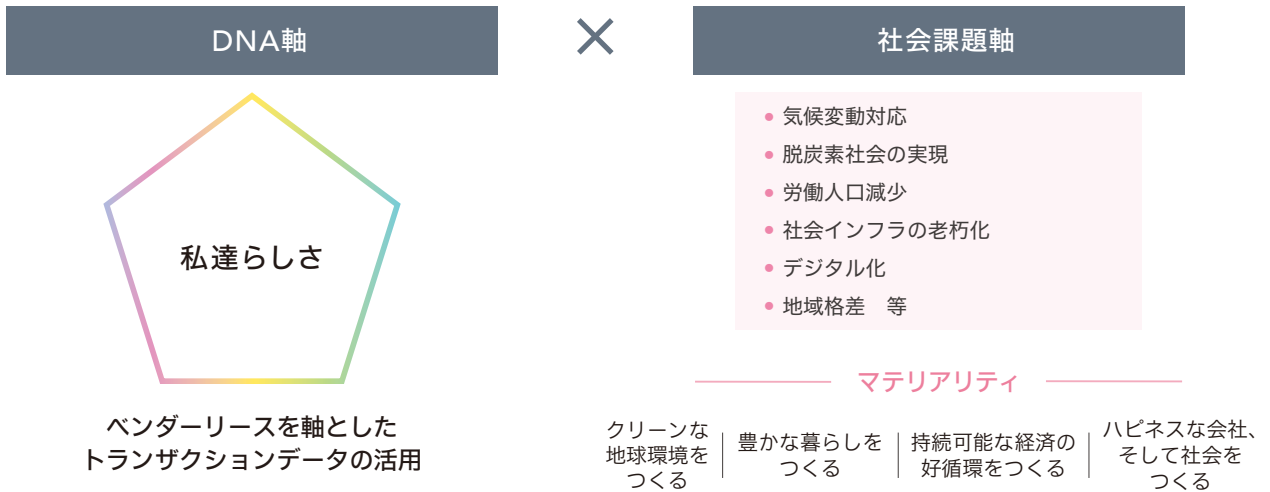 DNA軸
×
社会課題軸
私達らしさ
ベンダーリースを軸とした
トランザクションデータの活用
• 気候変動対応
• 脱炭素社会の実現
• 労働人口減少
• 社会インフラの老朽化
• デジタル化
• 地域格差　等
マテリアリティ
クリーンな
地球環境を
つくる
豊かな暮らしを
つくる
持続可能な経済の
好循環をつくる
ハピネスな会社、
そして社会を
つくる